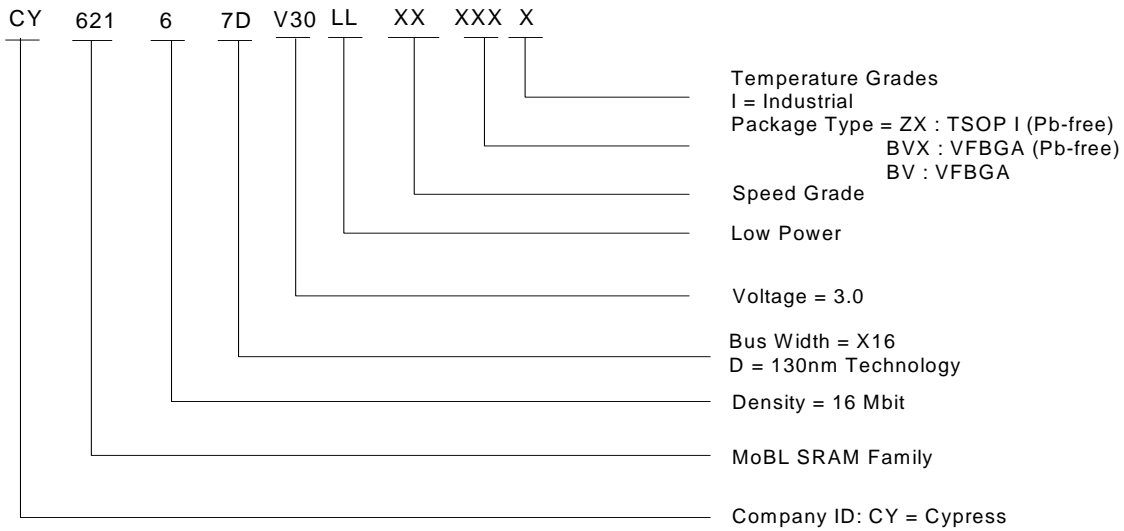 CY 621 6 7D V30 LL XX XXX X
Temperature Grades
I = Industrial
Package Type = ZX : TSOP I (Pb-free)
BVX : VFBGA (Pb-free)
BV : VFBGA
Speed Grade
Low Power
Voltage = 3.0
Bus Width = X16
D = 130nm Technology
Density = 16 Mbit
MoBL SRAM Family
Company ID: CY = Cypress